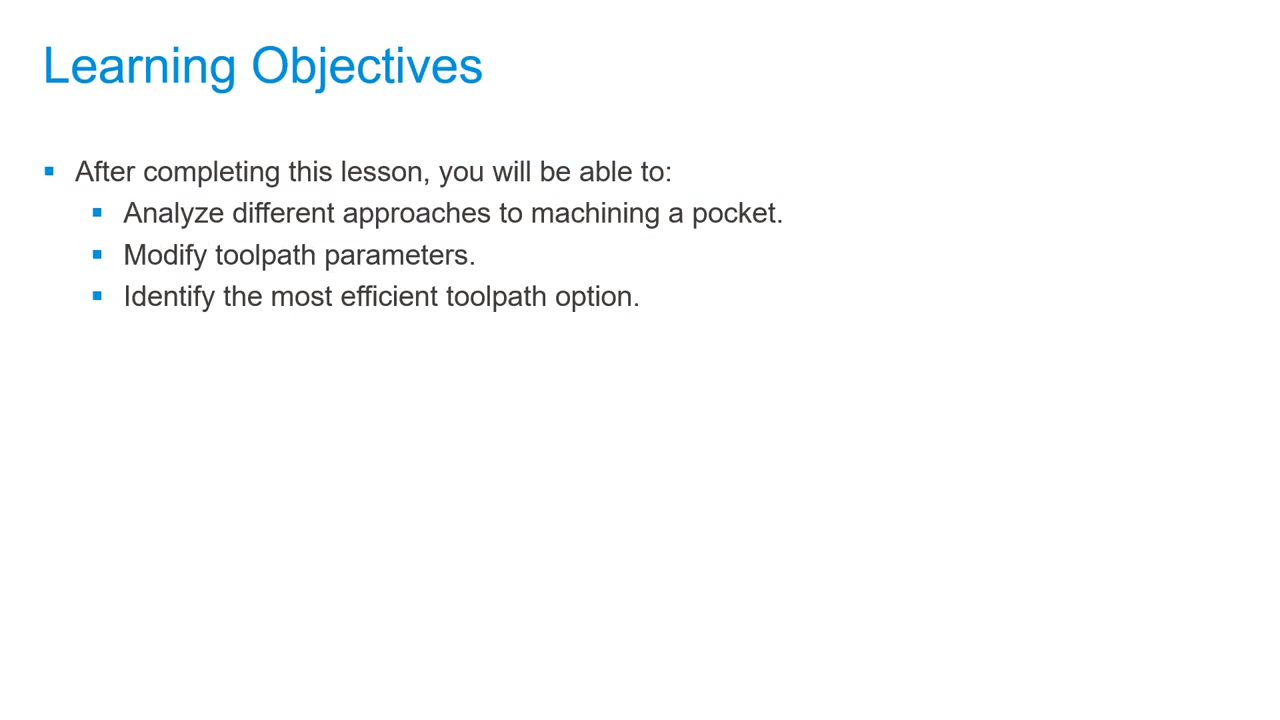 Learning Objectives
After completing this lesson, you will be able to:
Analyze different approaches to machining a pocket.
Modify toolpath parameters.
Identify the most efficient toolpath option.